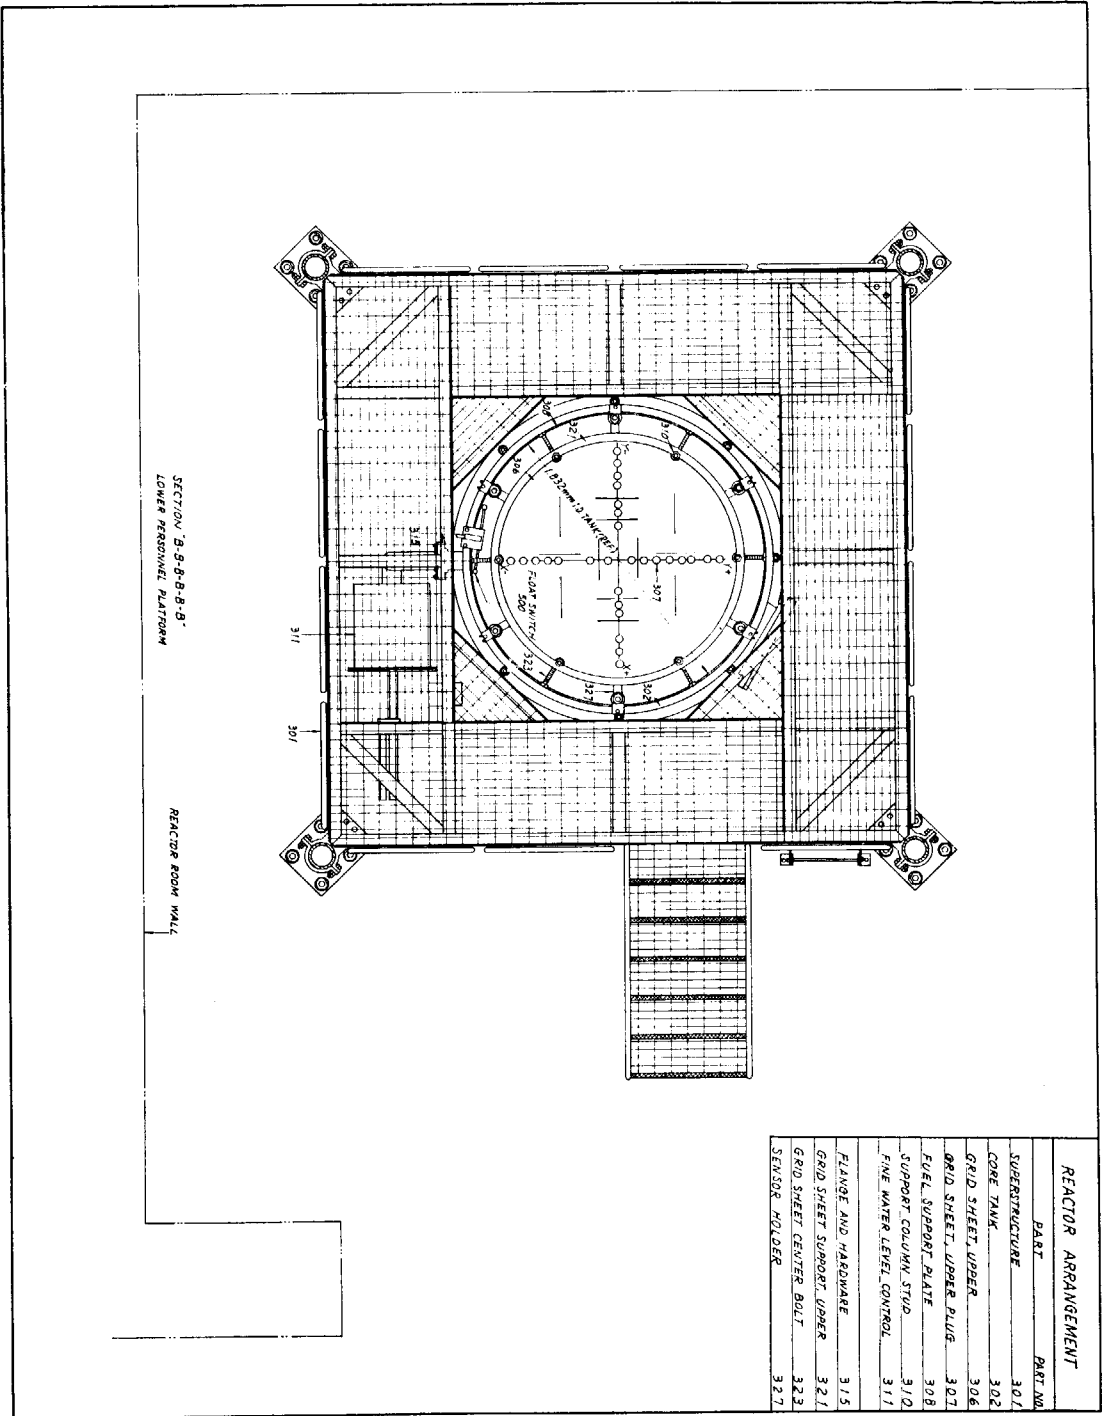 REACTOR ARRANGEMENT
PART PART NO.
SUPERSTRUCTURE 301
CORE TANK 302
GRID SHEET, UPPER 306
GRID SHEET, UPPER PLUG 307
FUEL SUPPORT PLATE 308
SUPPORT COLUMN STUD 310
FINE WATER LEVEL CONTROL 311
FLANGE AND HARDWARE 315
GRID SHEET SUPPORT, UPPER 321
GRID SHEET CENTER BOLT 323
SENSOR HOLDER 327
308
321
310
306
1,832mm I.D. TANK (REF)
Y-
Y+
X-
X+
307
315
FLOAT SWITCH
500
323
327
302
311
301
SECTION "B-B-B-B-B-B"
LOWER PERSONNEL PLATFORM
REACTOR ROOM WALL